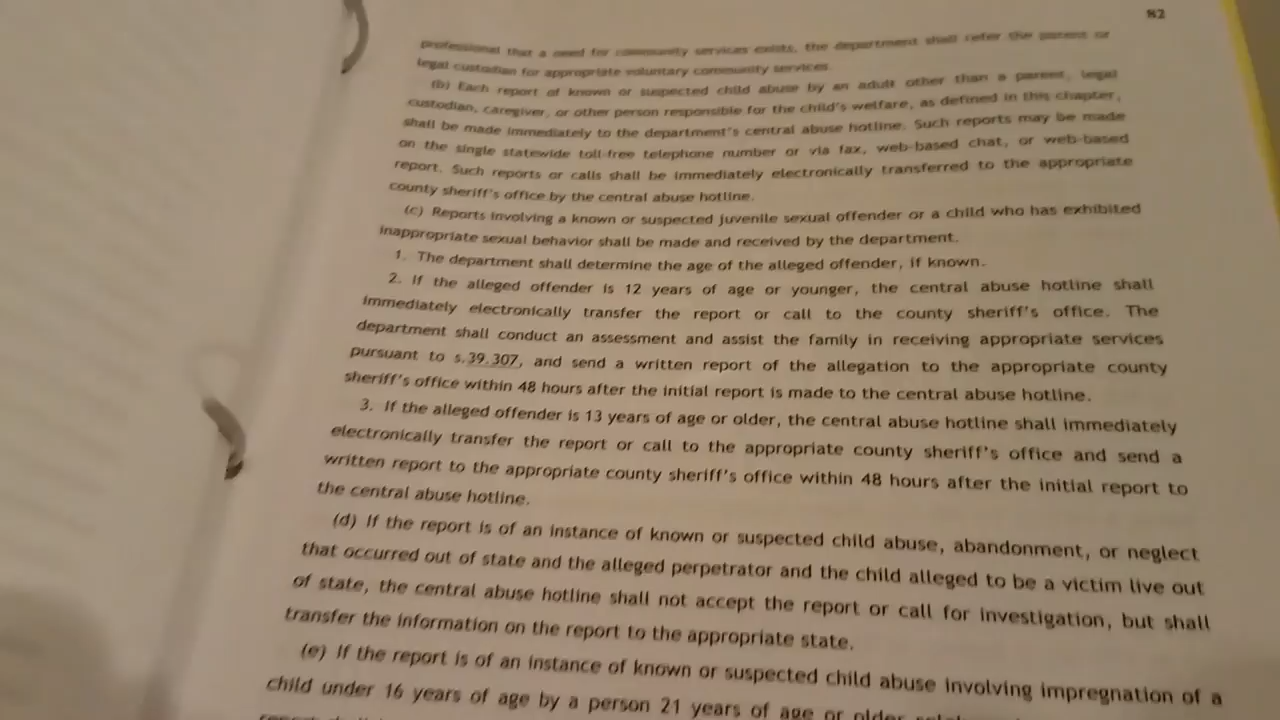 82
professional that a need for community services exists, the department shall refer the parent or
legal custodian for appropriate voluntary community services.
(b) Each report of known or suspected child abuse by an adult other than a parent, legal
custodian, caregiver, or other person responsible for the child's welfare, as defined in this chapter,
shall be made immediately to the department's central abuse hotline. Such reports may be made
on the single statewide toll-free telephone number or via fax, web-based chat, or web-based
report. Such reports or calls shall be immediately electronically transferred to the appropriate
county sheriff's office by the central abuse hotline.
(c) Reports involving a known or suspected juvenile sexual offender or a child who has exhibited
inappropriate sexual behavior shall be made and received by the department.
1. The department shall determine the age of the alleged offender, if known.
2. If the alleged offender is 12 years of age or younger, the central abuse hotline shall
immediately electronically transfer the report or call to the county sheriff's office. The
department shall conduct an assessment and assist the family in receiving appropriate services
pursuant to s. 39.307, and send a written report of the allegation to the appropriate county
sheriff's office within 48 hours after the initial report is made to the central abuse hotline.
3. If the alleged offender is 13 years of age or older, the central abuse hotline shall immediately
electronically transfer the report or call to the appropriate county sheriff's office and send a
written report to the appropriate county sheriff's office within 48 hours after the initial report to
the central abuse hotline.
(d) If the report is of an instance of known or suspected child abuse, abandonment, or neglect
that occurred out of state and the alleged perpetrator and the child alleged to be a victim live out
of state, the central abuse hotline shall not accept the report or call for investigation, but shall
transfer the information on the report to the appropriate state.
(e) If the report is of an instance of known or suspected child abuse involving impregnation of a
child under 16 years of age by a person 21 years of age or older